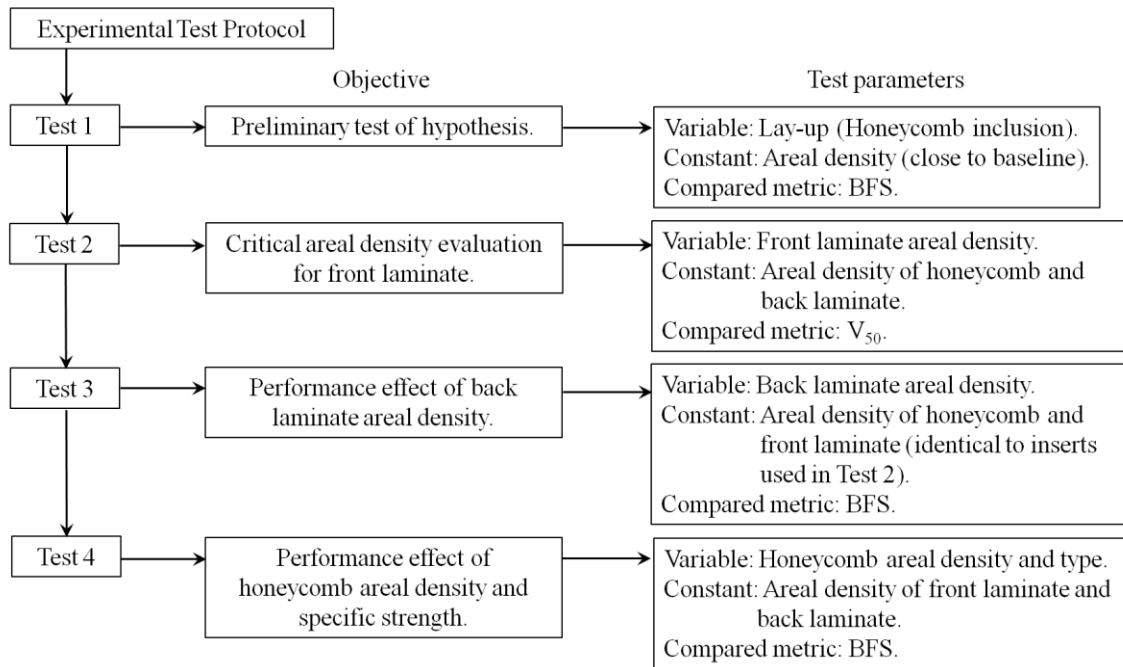 Experimental Test Protocol
Objective
Test parameters
Test 1
Preliminary test of hypothesis.
Variable: Lay-up (Honeycomb inclusion).
Constant: Areal density (close to baseline).
Compared metric: BFS.
Test 2
Critical areal density evaluation
for front laminate.
Variable: Front laminate areal density.
Constant: Areal density of honeycomb and
back laminate.
Compared metric: V50.
Test 3
Performance effect of back
laminate areal density.
Variable: Back laminate areal density.
Constant: Areal density of honeycomb and
front laminate (identical to inserts
used in Test 2).
Compared metric: BFS.
Test 4
Performance effect of
honeycomb areal density and
specific strength.
Variable: Honeycomb areal density and type.
Constant: Areal density of front laminate and
back laminate.
Compared metric: BFS.